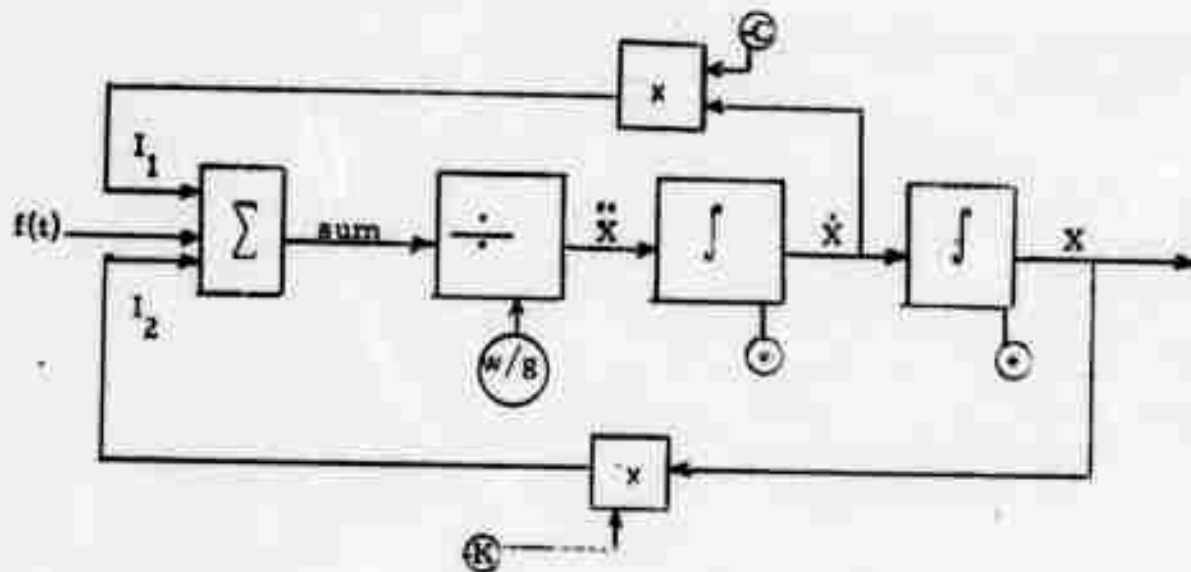 -C
x
I₁
f(t)
∑
sum
÷
Ẍ
∫
Ẋ
∫
X
I₂
w/g
x
-K